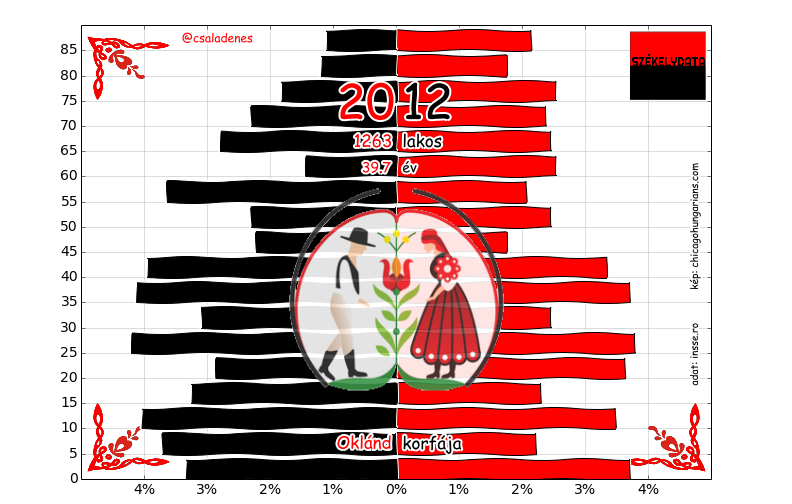 @csaladenes
SZÉKELYDATA
2012
1263 lakos
39.7 év
kép: chicagohungarians.com
adat: insse.ro
Oklánd korfája
85
80
75
70
65
60
55
50
45
40
35
30
25
20
15
10
5
0
4% 3% 2% 1% 0% 1% 2% 3% 4%